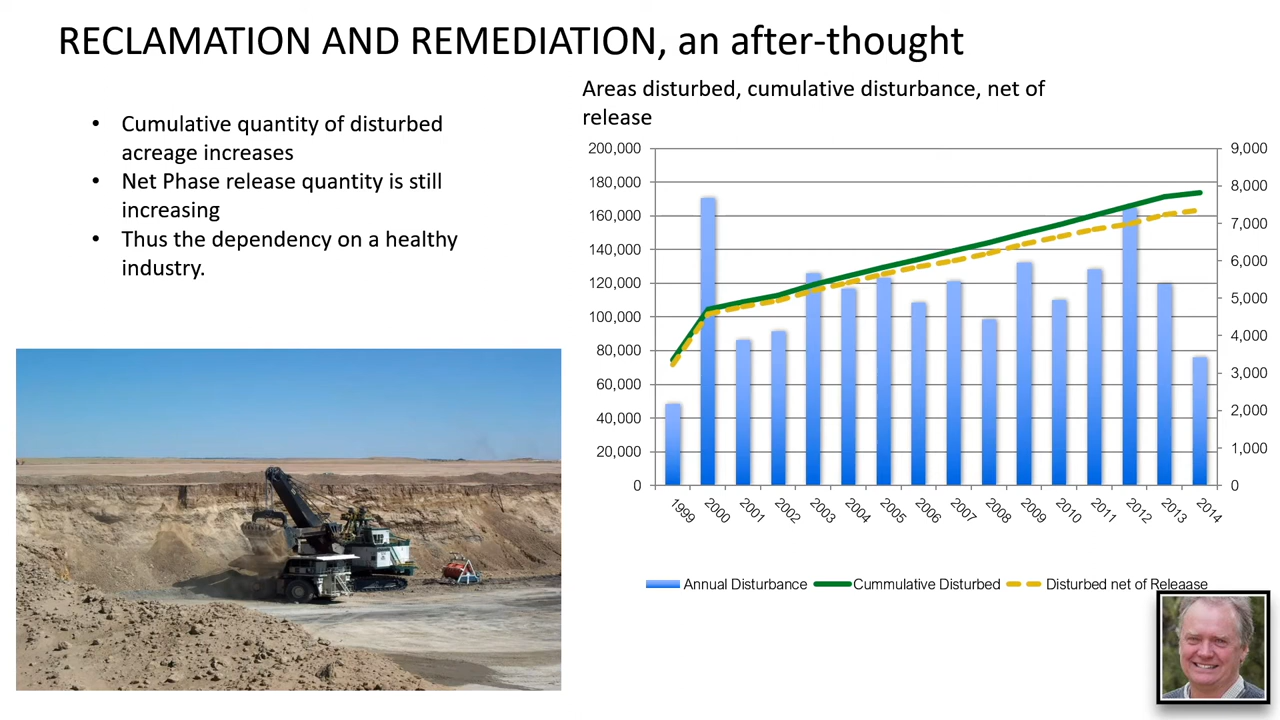 RECLAMATION AND REMEDIATION, an after-thought
• Cumulative quantity of disturbed
acreage increases
• Net Phase release quantity is still
increasing
• Thus the dependency on a healthy
industry.
Areas disturbed, cumulative disturbance, net of
release
200,000
180,000
160,000
140,000
120,000
100,000
80,000
60,000
40,000
20,000
0
9,000
8,000
7,000
6,000
5,000
4,000
3,000
2,000
1,000
0
1999 2000 2001 2002 2003 2004 2005 2006 2007 2008 2009 2010 2011 2012 2013 2014
Annual Disturbance Cummulative Disturbed Disturbed net of Releaase